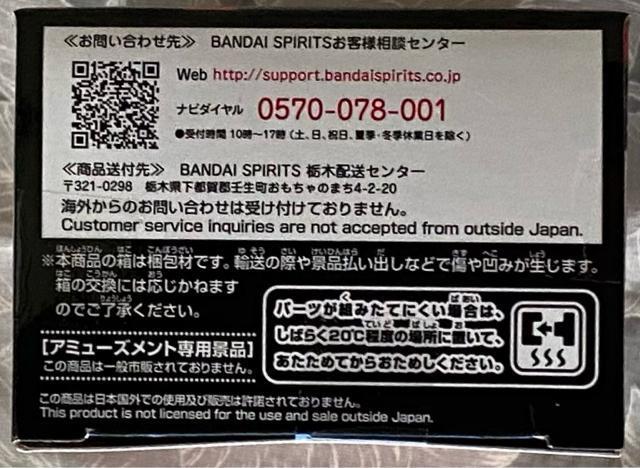 ≪お問い合わせ先≫ BANDAI SPIRITSお客様相談センター
Web http://support.bandaispirits.co.jp
ナビダイヤル 0570-078-001
●受付時間 10時〜17時(土、日、祝日、夏季・冬季休業日を除く)
≪商品送付先≫ BANDAI SPIRITS 栃木配送センター
〒321-0298 栃木県下都賀郡壬生町おもちゃのまち4-2-20
海外からのお問い合わせは受け付けておりません。
Customer service inquiries are not accepted from outside Japan.
※本商品の箱は梱包材です。輸送の際や景品払い出しなどで傷や凹みが生じます。
箱の交換には応じかねます
のでご了承ください。
パーツが組みたてにくい場合は、
しばらく20℃程度の場所に置いて、
あたためてからおためしください。
[アミューズメント専用景品]
この商品は一般市販されておりません。
この商品は日本国外での使用及び販売は許諾されておりません。
This product is not licensed for the use and sale outside Japan.